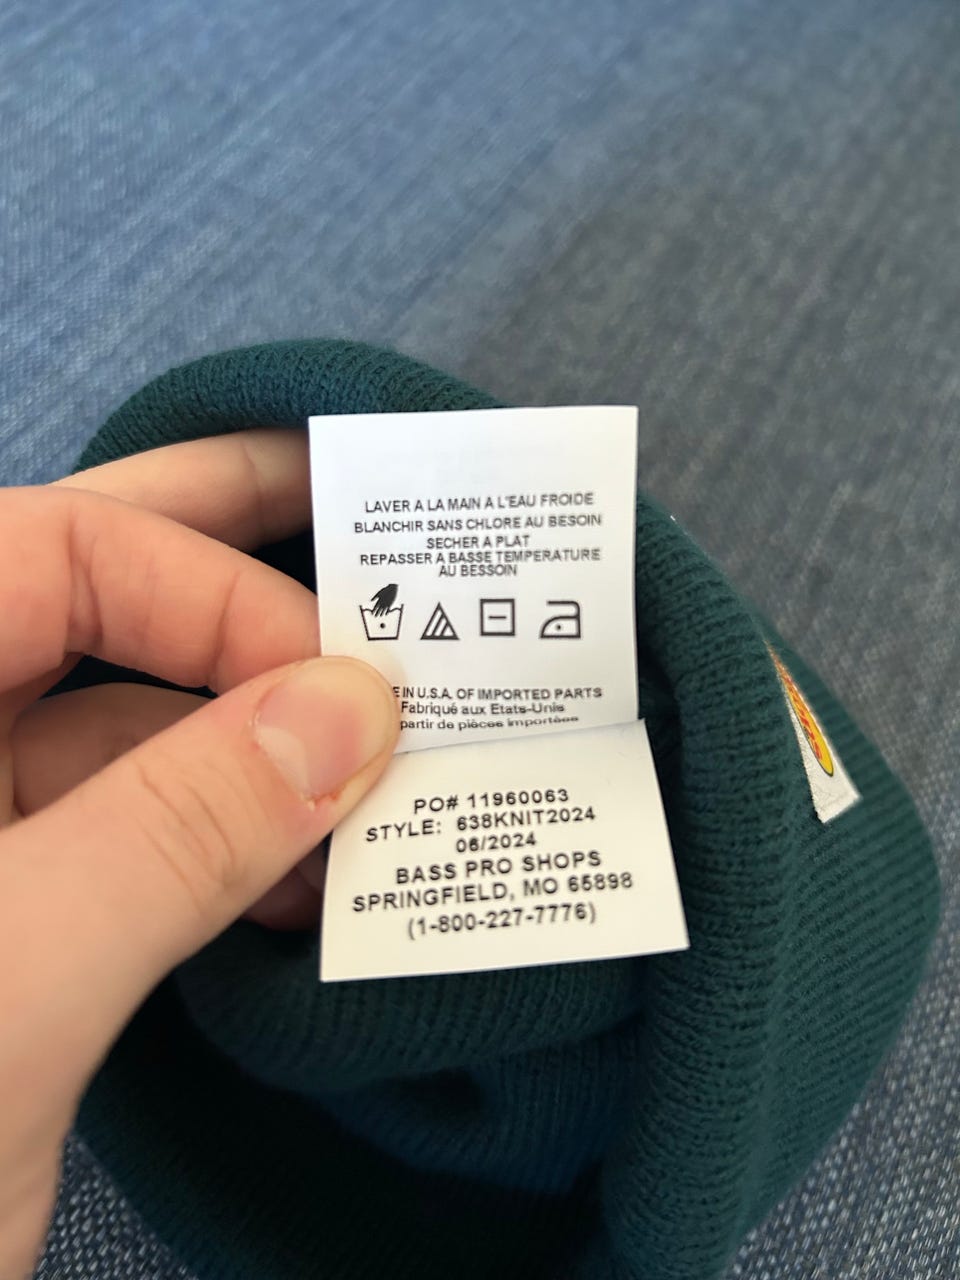 LAVER A LA MAIN A L'EAU FROIDE
BLANCHIR SANS CHLORE AU BESOIN
SECHER A PLAT
REPASSER A BASSE TEMPERATURE
AU BESSOIN
E IN U.S.A. OF IMPORTED PARTS
Fabriqué aux Etats-Unis
partir de pièces importées
PO# 11960063
STYLE: 638KNIT2024
06/2024
BASS PRO SHOPS
SPRINGFIELD, MO 65898
(1-800-227-7776)